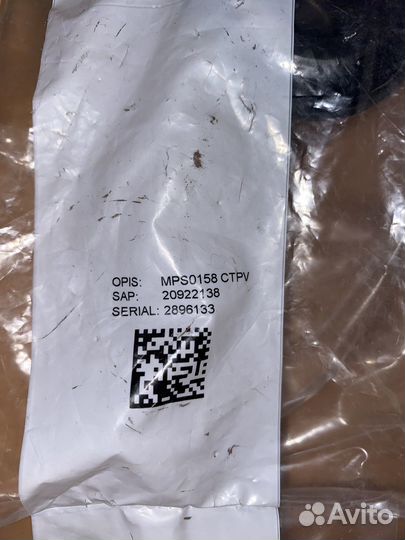 OPIS: MPS0158 CTPV
SAP: 20922138
SERIAL: 2896133
Avito